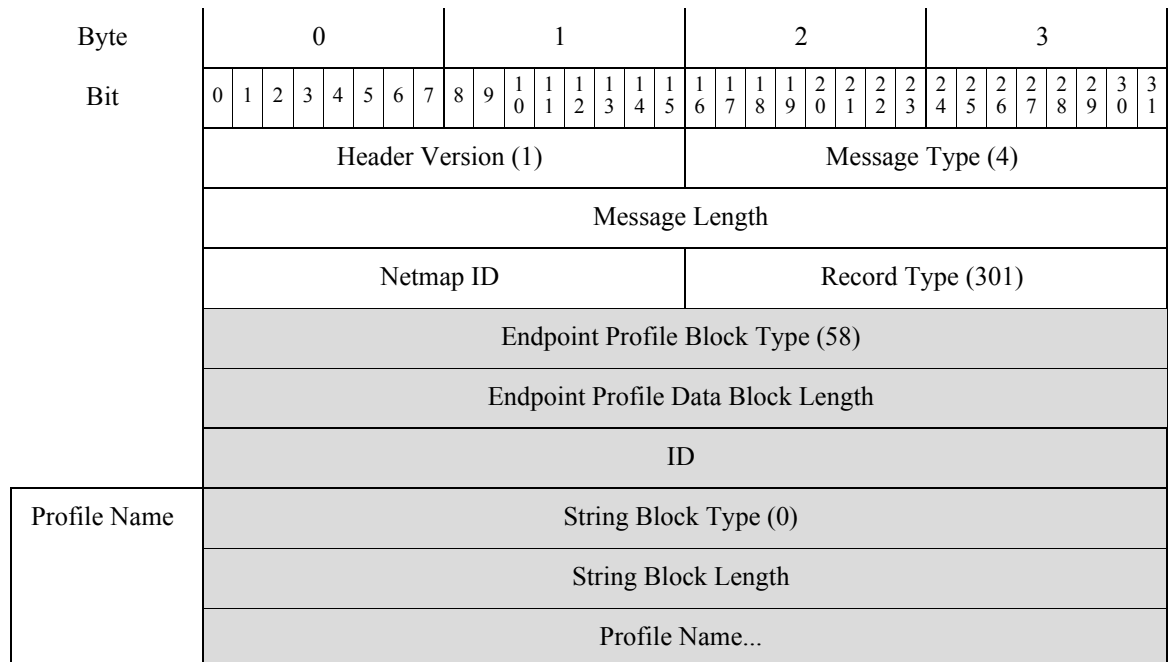 Byte 0 1 2 3
Bit 0 1 2 3 4 5 6 7 8 9 10 11 12 13 14 15 16 17 18 19 20 21 22 23 24 25 26 27 28 29 30 31
Header Version (1) Message Type (4)
Message Length
Netmap ID Record Type (301)
Endpoint Profile Block Type (58)
Endpoint Profile Data Block Length
ID
Profile Name String Block Type (0)
String Block Length
Profile Name...